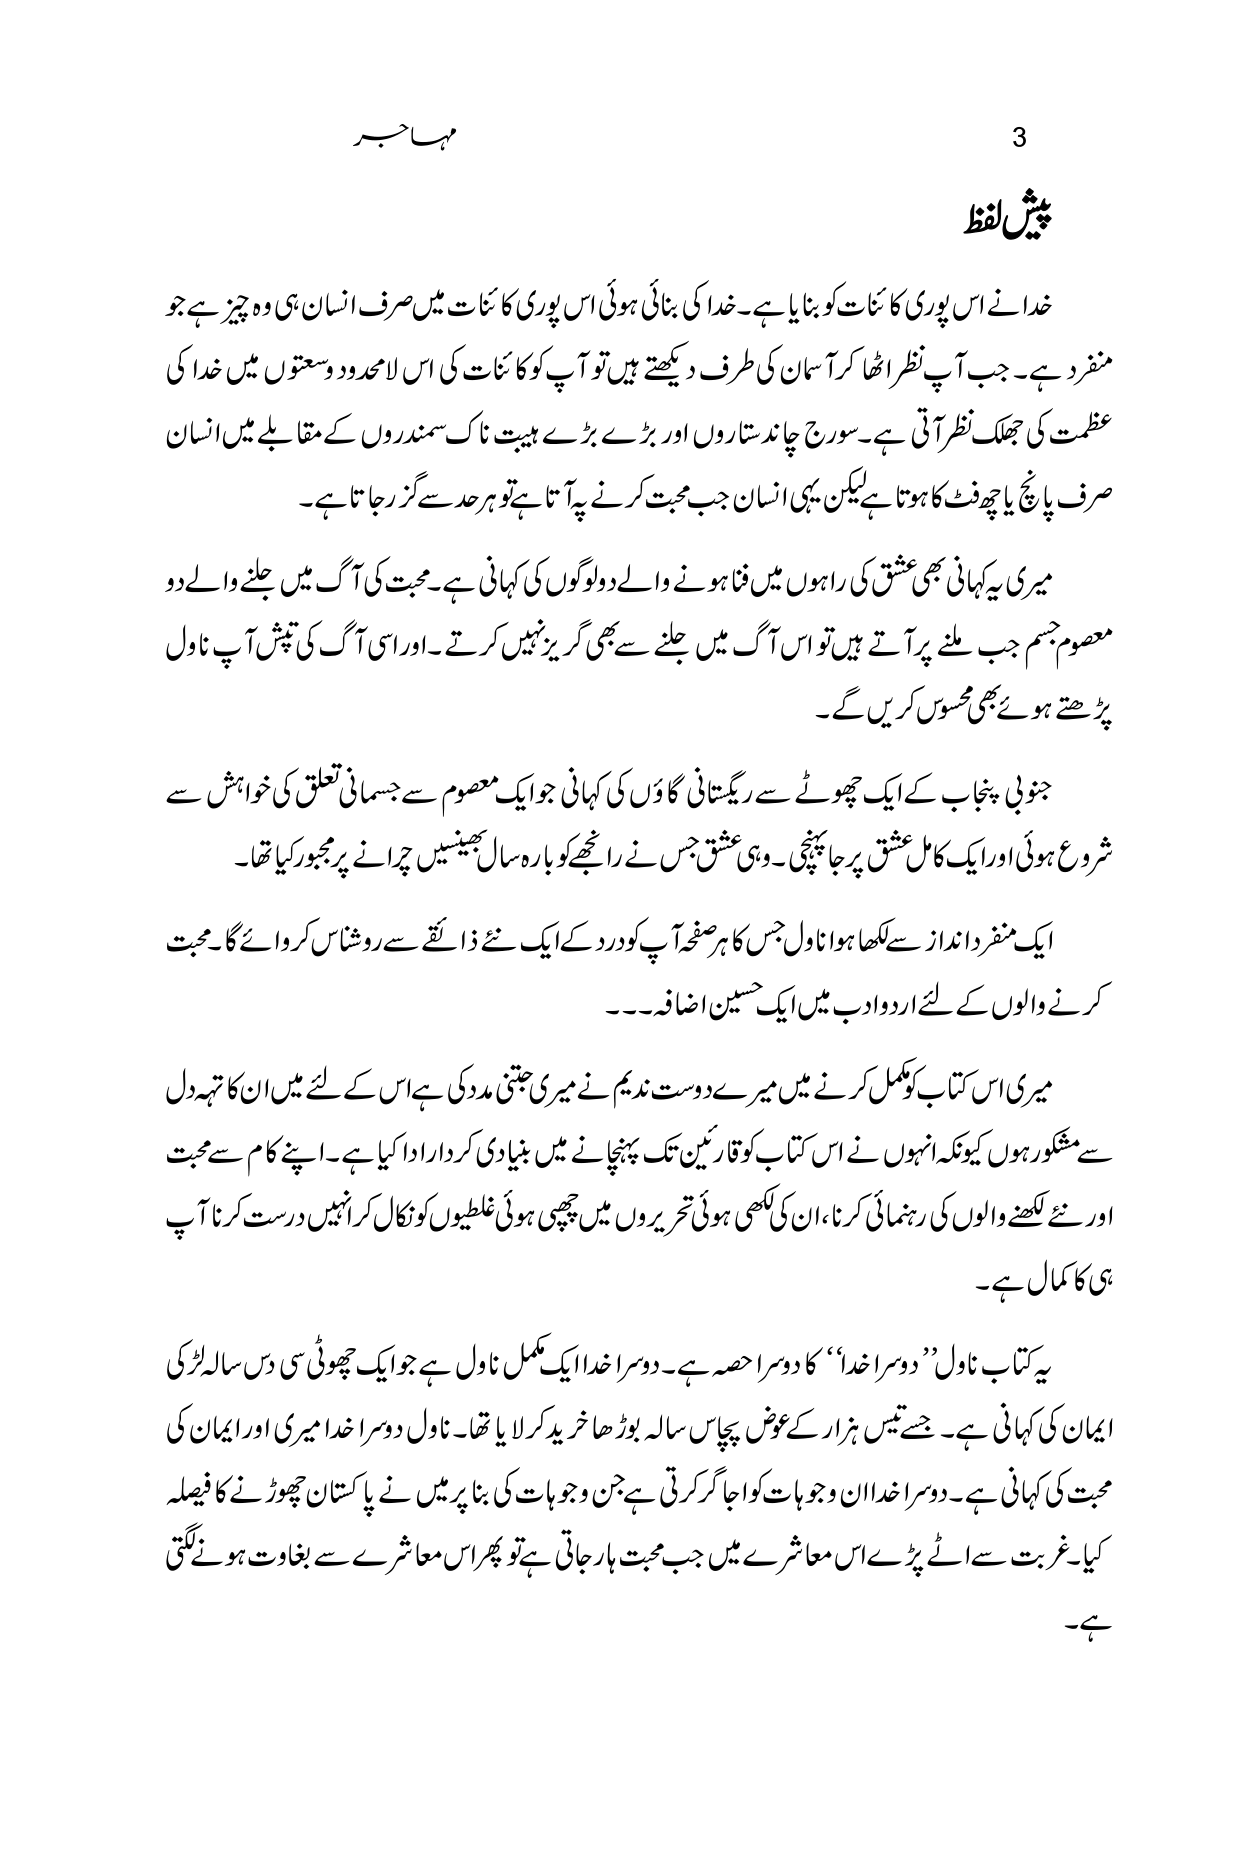 3 مہاجر
پیش لفظ
خدا نے اس پوری کائنات کو بنایا ہے۔ خدا کی بنائی ہوئی اس پوری کائنات میں صرف انسان ہی وہ چیز ہے جو
منفرد ہے۔ جب آپ نظر اٹھا کر آسمان کی طرف دیکھتے ہیں تو آپ کو کائنات کی اس لامحدود وسعتوں میں خدا کی
عظمت کی جھلک نظر آتی ہے۔ سورج چاند ستاروں اور بڑے بڑے ہیبت ناک سمندروں کے مقابلے میں انسان
صرف پانچ یا چھ فٹ کا ہوتا ہے لیکن یہی انسان جب محبت کرنے پہ آتا ہے تو ہر حد سے گزر جاتا ہے۔
میری یہ کہانی بھی عشق کی راہوں میں فنا ہونے والے دو لوگوں کی کہانی ہے۔ محبت کی آگ میں جلنے والے دو
معصوم جسم جب ملنے پر آتے ہیں تو اس آگ میں جلنے سے بھی گریز نہیں کرتے۔ اور اسی آگ کی تپش آپ ناول
پڑھتے ہوئے بھی محسوس کریں گے۔
جنوبی پنجاب کے ایک چھوٹے سے ریگستانی گاؤں کی کہانی جو ایک معصوم سے جسمانی تعلق کی خواہش سے
شروع ہوئی اور ایک کامل عشق پر جا پہنچی۔ وہی عشق جس نے رانجھے کو بارہ سال بھینسیں چرانے پر مجبور کیا تھا۔
ایک منفرد انداز سے لکھا ہوا ناول جس کا ہر صفحہ آپ کو درد کے ایک نئے ذائقے سے روشناس کروائے گا۔ محبت
کرنے والوں کے لئے اردو ادب میں ایک حسین اضافہ۔۔۔
میری اس کتاب کو مکمل کرنے میں میرے دوست ندیم نے میری جتنی مدد کی ہے اس کے لئے میں ان کا تہہ دل
سے مشکور ہوں کیونکہ انہوں نے اس کتاب کو قارئین تک پہنچانے میں بنیادی کردار ادا کیا ہے۔ اپنے کام سے محبت
اور نئے لکھنے والوں کی رہنمائی کرنا، ان کی لکھی ہوئی تحریروں میں چھپی ہوئی غلطیوں کو نکال کر انہیں درست کرنا آپ
ہی کا کمال ہے۔
یہ کتاب ناول ’’دوسرا خدا‘‘ کا دوسرا حصہ ہے۔ دوسرا خدا ایک مکمل ناول ہے جو ایک چھوٹی سی دس سالہ لڑکی
ایمان کی کہانی ہے۔ جسے تیس ہزار کے عوض پچاس سالہ بوڑھا خرید کر لایا تھا۔ ناول دوسرا خدا میری اور ایمان کی
محبت کی کہانی ہے۔ دوسرا خدا ان وجوہات کو اجاگر کرتی ہے جن وجوہات کی بنا پر میں نے پاکستان چھوڑنے کا فیصلہ
کیا۔ غربت سے اٹے پڑے اس معاشرے میں جب محبت ہار جاتی ہے تو پھر اس معاشرے سے بغاوت ہونے لگتی
ہے۔